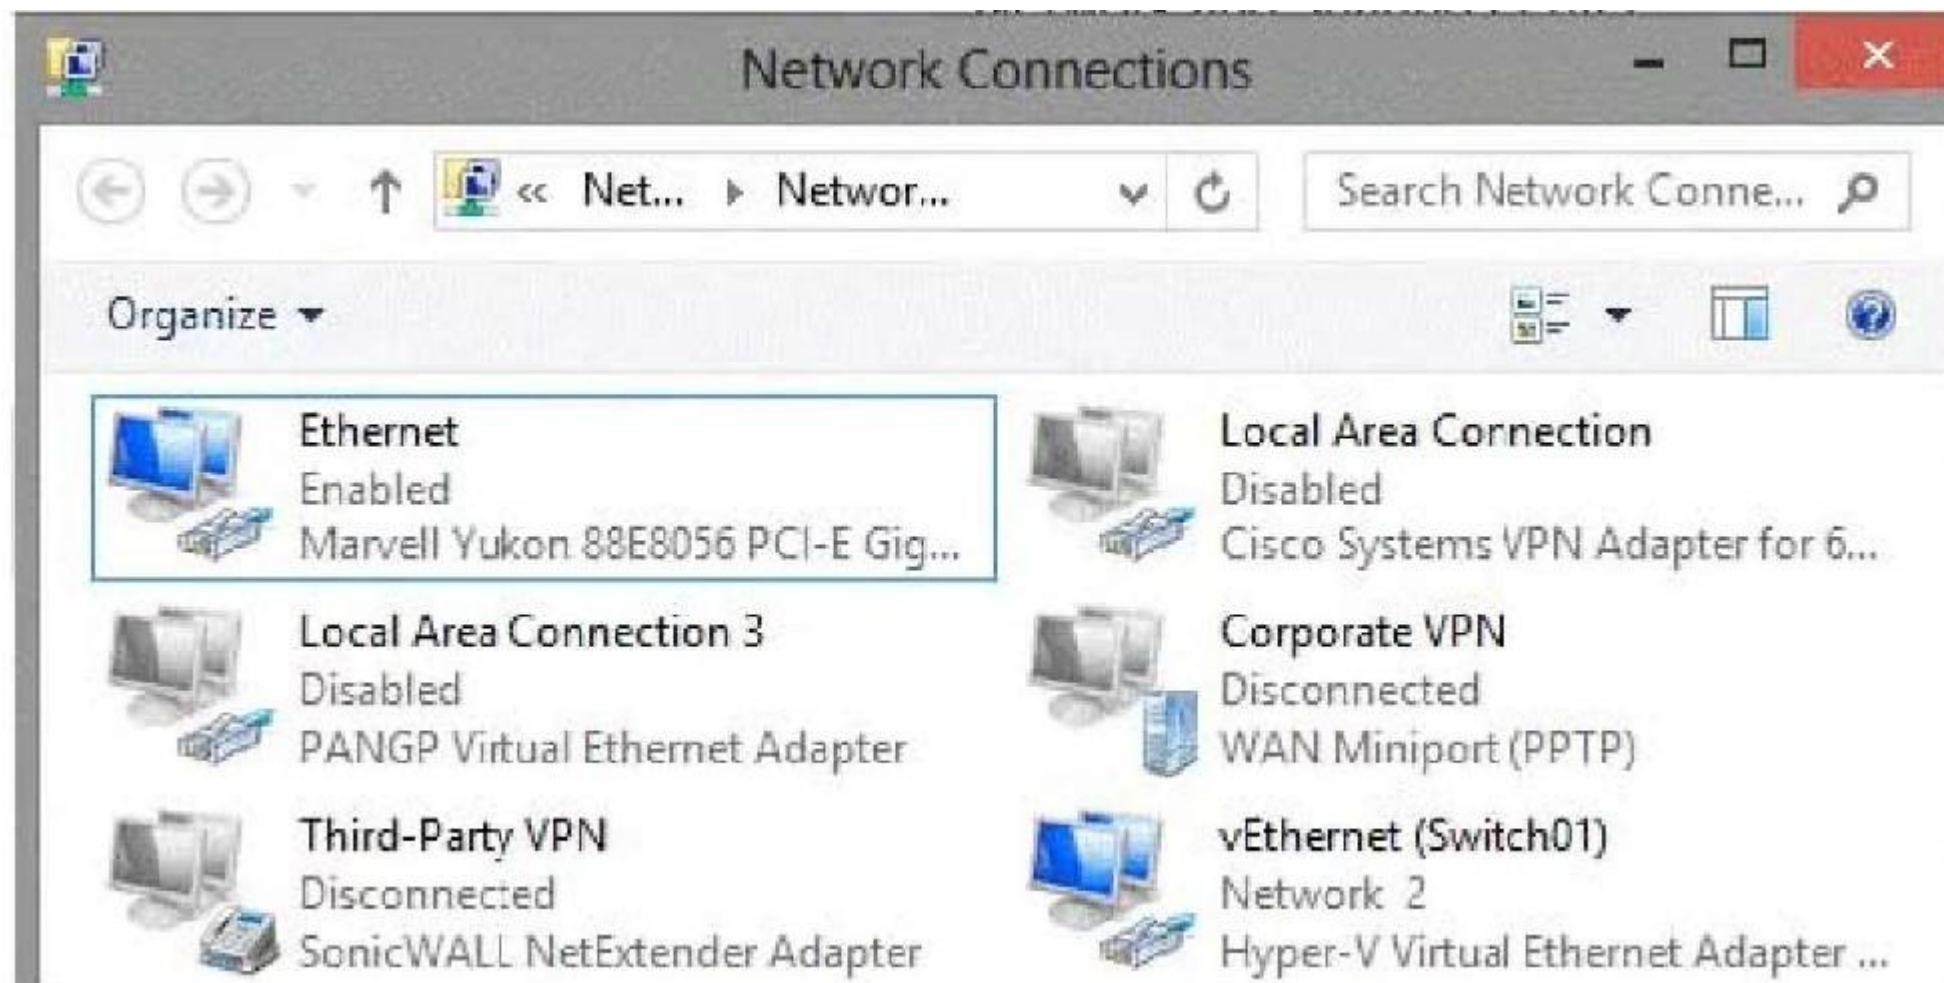 Network Connections
« Net... Networ...
Search Network Conne...
Organize
Ethernet
Enabled
Marvell Yukon 88E8056 PCI-E Gig...
Local Area Connection
Disabled
Cisco Systems VPN Adapter for 6...
Local Area Connection 3
Disabled
PANGP Virtual Ethernet Adapter
Corporate VPN
Disconnected
WAN Miniport (PPTP)
Third-Party VPN
Disconnected
SonicWALL NetExtender Adapter
vEthernet (Switch01)
Network 2
Hyper-V Virtual Ethernet Adapter ...